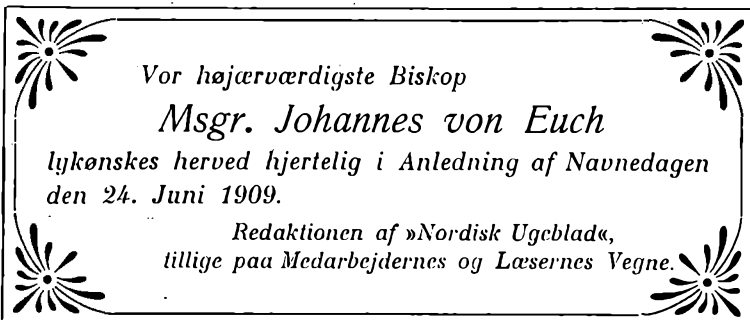 Vor højærværdigste Biskop
Msgr. Johannes von Euch
lykønskes herved hjertelig i Anledning af Navnedagen
den 24. Juni 1909.
Redaktionen af »Nordisk Ugeblad«,
tillige paa Medarbejdernes og Læsernes Vegne.